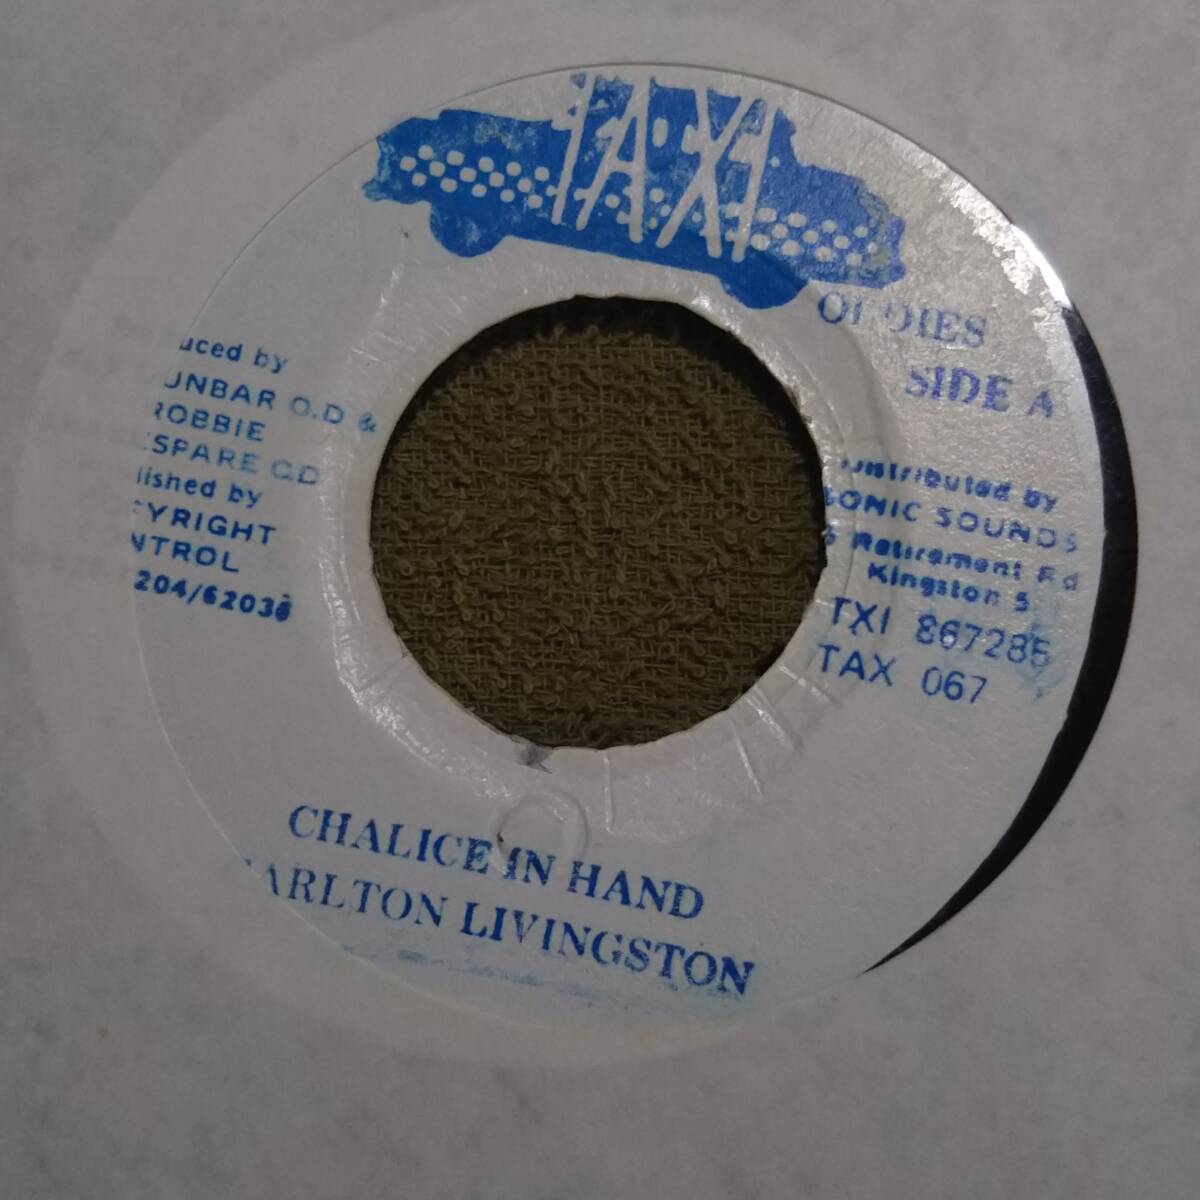 TAXI
OLDIES
SIDE A
uced by
UNBAR O.D &
ROBBIE
ESPARE O.D
lished by
YRIGHT
NTROL
204/62036
Distributed by
SONIC SOUNDS
Retirement Rd
Kingston 5
TXI 867285
TAX 067
CHALICE IN HAND
ARLTON LIVINGSTON